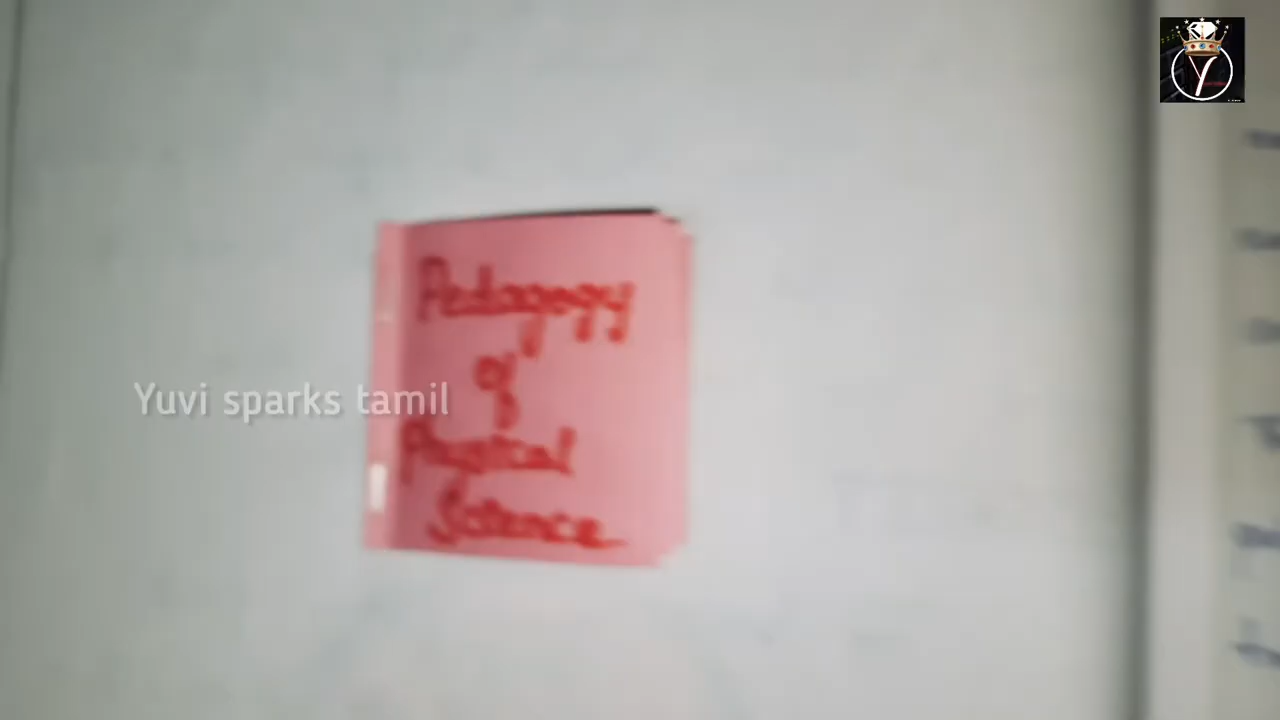 Pedagogy
of
Physical
Science
Yuvi sparks tamil
Y